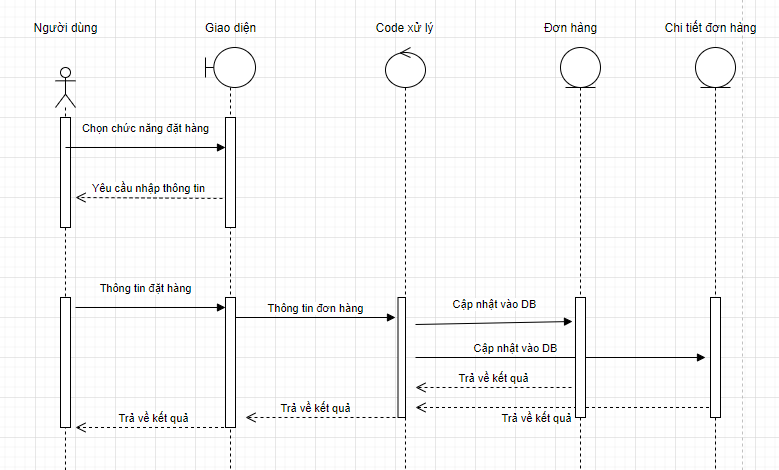 Người dùng
Giao diện
Code xử lý
Đơn hàng
Chi tiết đơn hàng
Chọn chức năng đặt hàng
Yêu cầu nhập thông tin
Thông tin đặt hàng
Thông tin đơn hàng
Cập nhật vào DB
Cập nhật vào DB
Trả về kết quả
Trả về kết quả
Trả về kết quả
Trả về kết quả